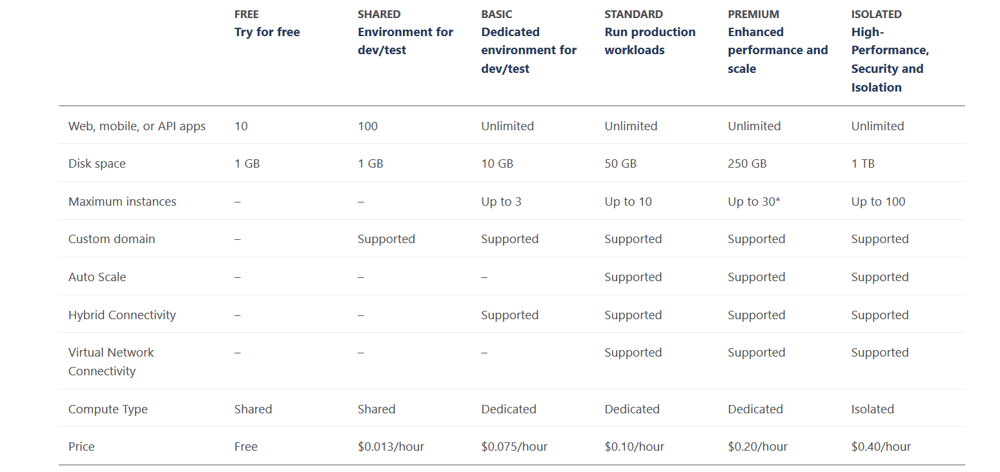 FREE SHARED BASIC STANDARD PREMIUM ISOLATED
Try for free Environment for Dedicated Run production Enhanced High-
dev/test environment for workloads performance and Performance,
dev/test scale Security and
Isolation
Web, mobile, or API apps 10 100 Unlimited Unlimited Unlimited Unlimited
Disk space 1 GB 1 GB 10 GB 50 GB 250 GB 1 TB
Maximum instances – – Up to 3 Up to 10 Up to 30* Up to 100
Custom domain – Supported Supported Supported Supported Supported
Auto Scale – – – Supported Supported Supported
Hybrid Connectivity – – Supported Supported Supported Supported
Virtual Network – – – Supported Supported Supported
Connectivity
Compute Type Shared Shared Dedicated Dedicated Dedicated Isolated
Price Free $0.013/hour $0.075/hour $0.10/hour $0.20/hour $0.40/hour